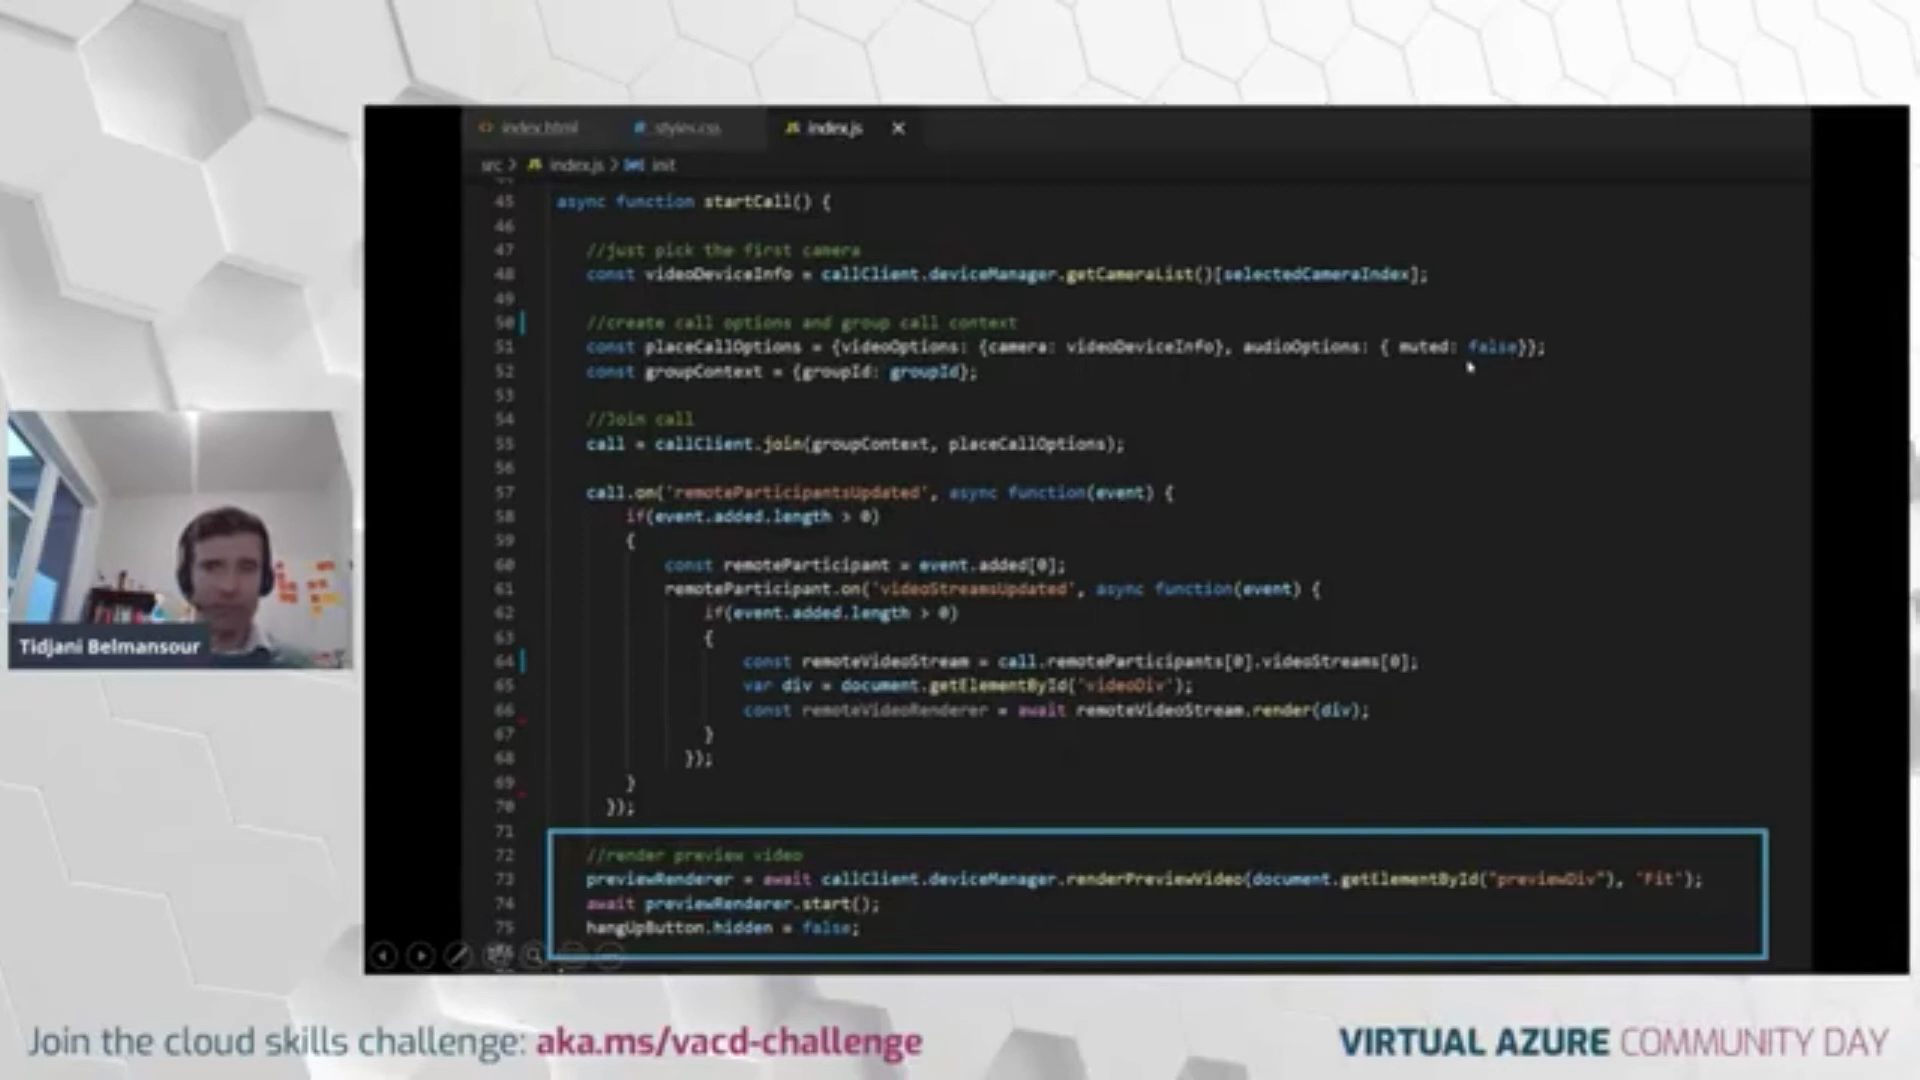 index.html styles.css JS index.js ×
src > JS index.js > init
45 async function startCall() {
46
47 //just pick the first camera
48 const videoDeviceInfo = callClient.deviceManager.getCameraList()[selectedCameraIndex];
49
50 //create call options and group call context
51 const placeCallOptions = {videoOptions: {camera: videoDeviceInfo}, audioOptions: { muted: false}};
52 const groupContext = {groupId: groupId};
53
54 //Join call
55 call = callClient.join(groupContext, placeCallOptions);
56
57 call.on('remoteParticipantsUpdated', async function(event) {
58 if(event.added.length > 0)
59 {
60 const remoteParticipant = event.added[0];
61 remoteParticipant.on('videoStreamsUpdated', async function(event) {
62 if(event.added.length > 0)
63 {
64 const remoteVideoStream = call.remoteParticipants[0].videoStreams[0];
65 var div = document.getElementById('videoDiv');
66 const remoteVideoRenderer = await remoteVideoStream.render(div);
67 }
68 });
69 }
70 });
71
72 //render preview video
73 previewRenderer = await callClient.deviceManager.renderPreviewVideo(document.getElementById("previewDiv"), "Fit");
74 await previewRenderer.start();
75 hangUpButton.hidden = false;
Tidjani Belmansour
Join the cloud skills challenge: aka.ms/vacd-challenge
VIRTUAL AZURE COMMUNITY DAY